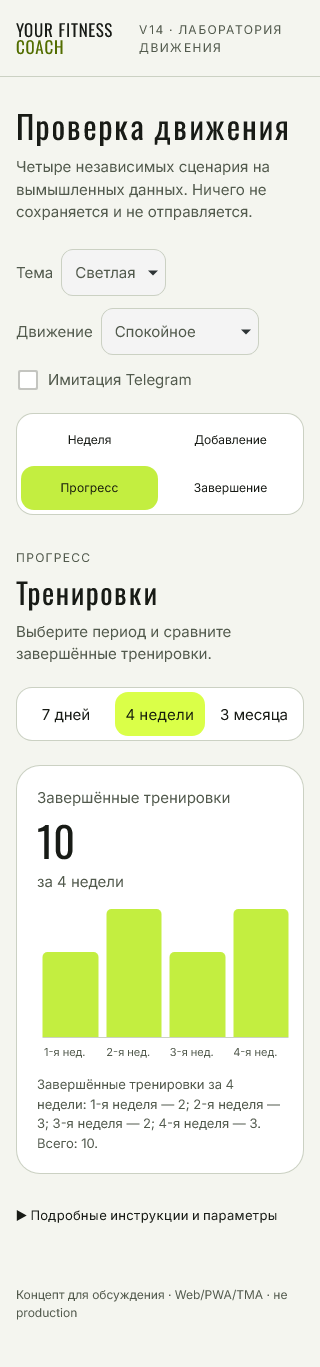 YOUR FITNESS
COACH
V14 · ЛАБОРАТОРИЯ
ДВИЖЕНИЯ
Проверка движения
Четыре независимых сценария на
вымышленных данных. Ничего не
сохраняется и не отправляется.
Тема
Светлая
Движение
Спокойное
Имитация Telegram
Неделя
Добавление
Прогресс
Завершение
ПРОГРЕСС
Тренировки
Выберите период и сравните
завершённые тренировки.
7 дней
4 недели
3 месяца
Завершённые тренировки
10
за 4 недели
1-я нед.
2-я нед.
3-я нед.
4-я нед.
Завершённые тренировки за 4
недели: 1-я неделя — 2; 2-я неделя —
3; 3-я неделя — 2; 4-я неделя — 3.
Всего: 10.
Подробные инструкции и параметры
Концепт для обсуждения · Web/PWA/TMA · не
production